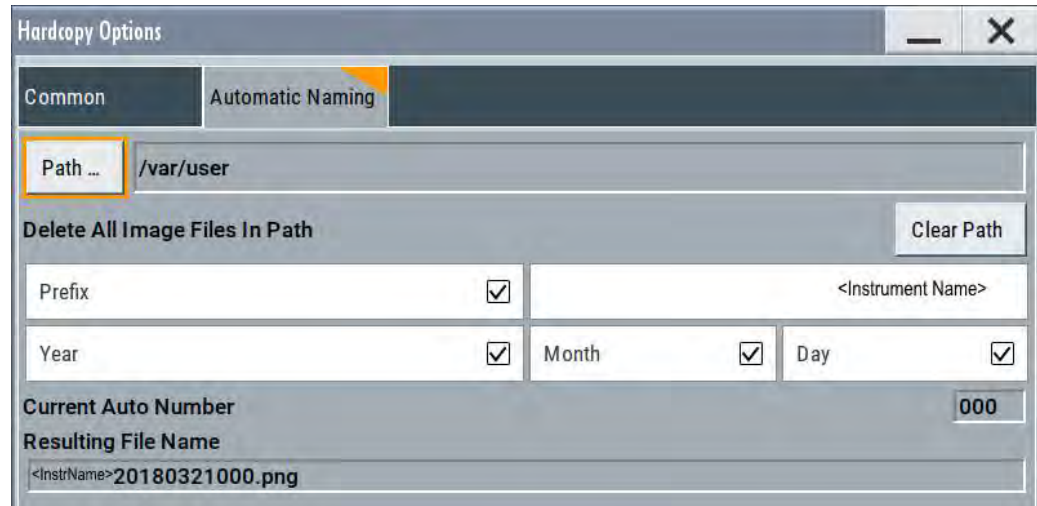 Hardcopy Options
Common Automatic Naming
Path ... /var/user
Delete All Image Files In Path Clear Path
Prefix <Instrument Name>
Year Month Day
Current Auto Number 000
Resulting File Name
<InstrName>20180321000.png